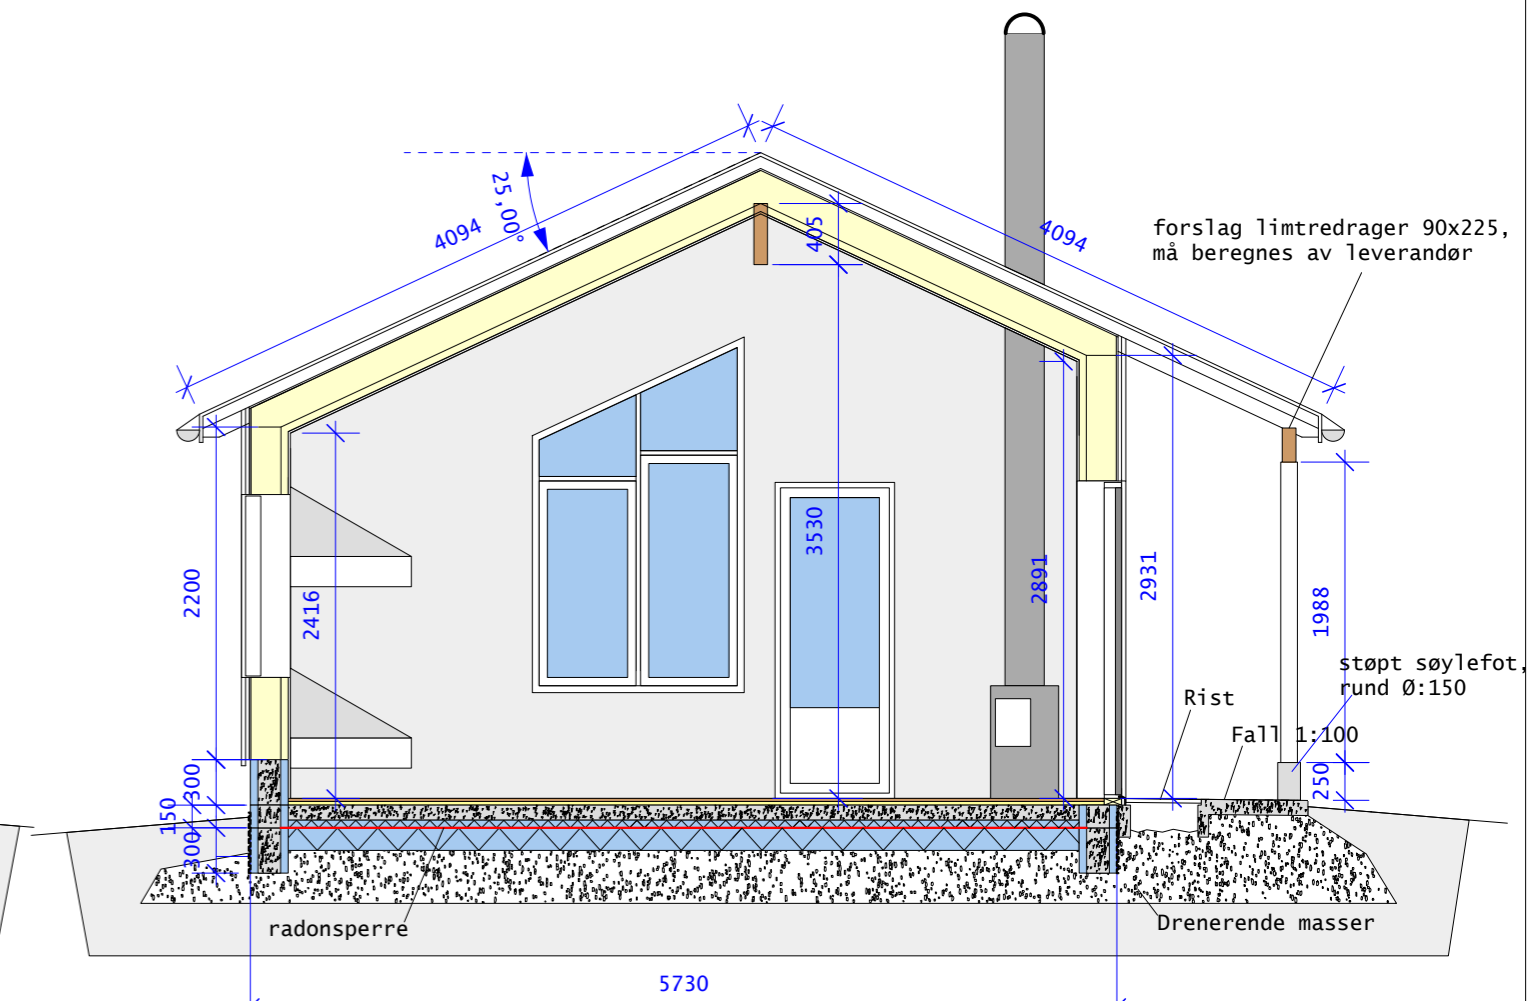 25,00°
4094
405
4094
forslag limtredrager 90x225,
må beregnes av leverandør
3530
2200
2416
2891
2931
1988
støpt søylefot,
rund Ø:150
Rist
Fall 1:100
300
250
150
300
radonsperre
Drenerende masser
5730